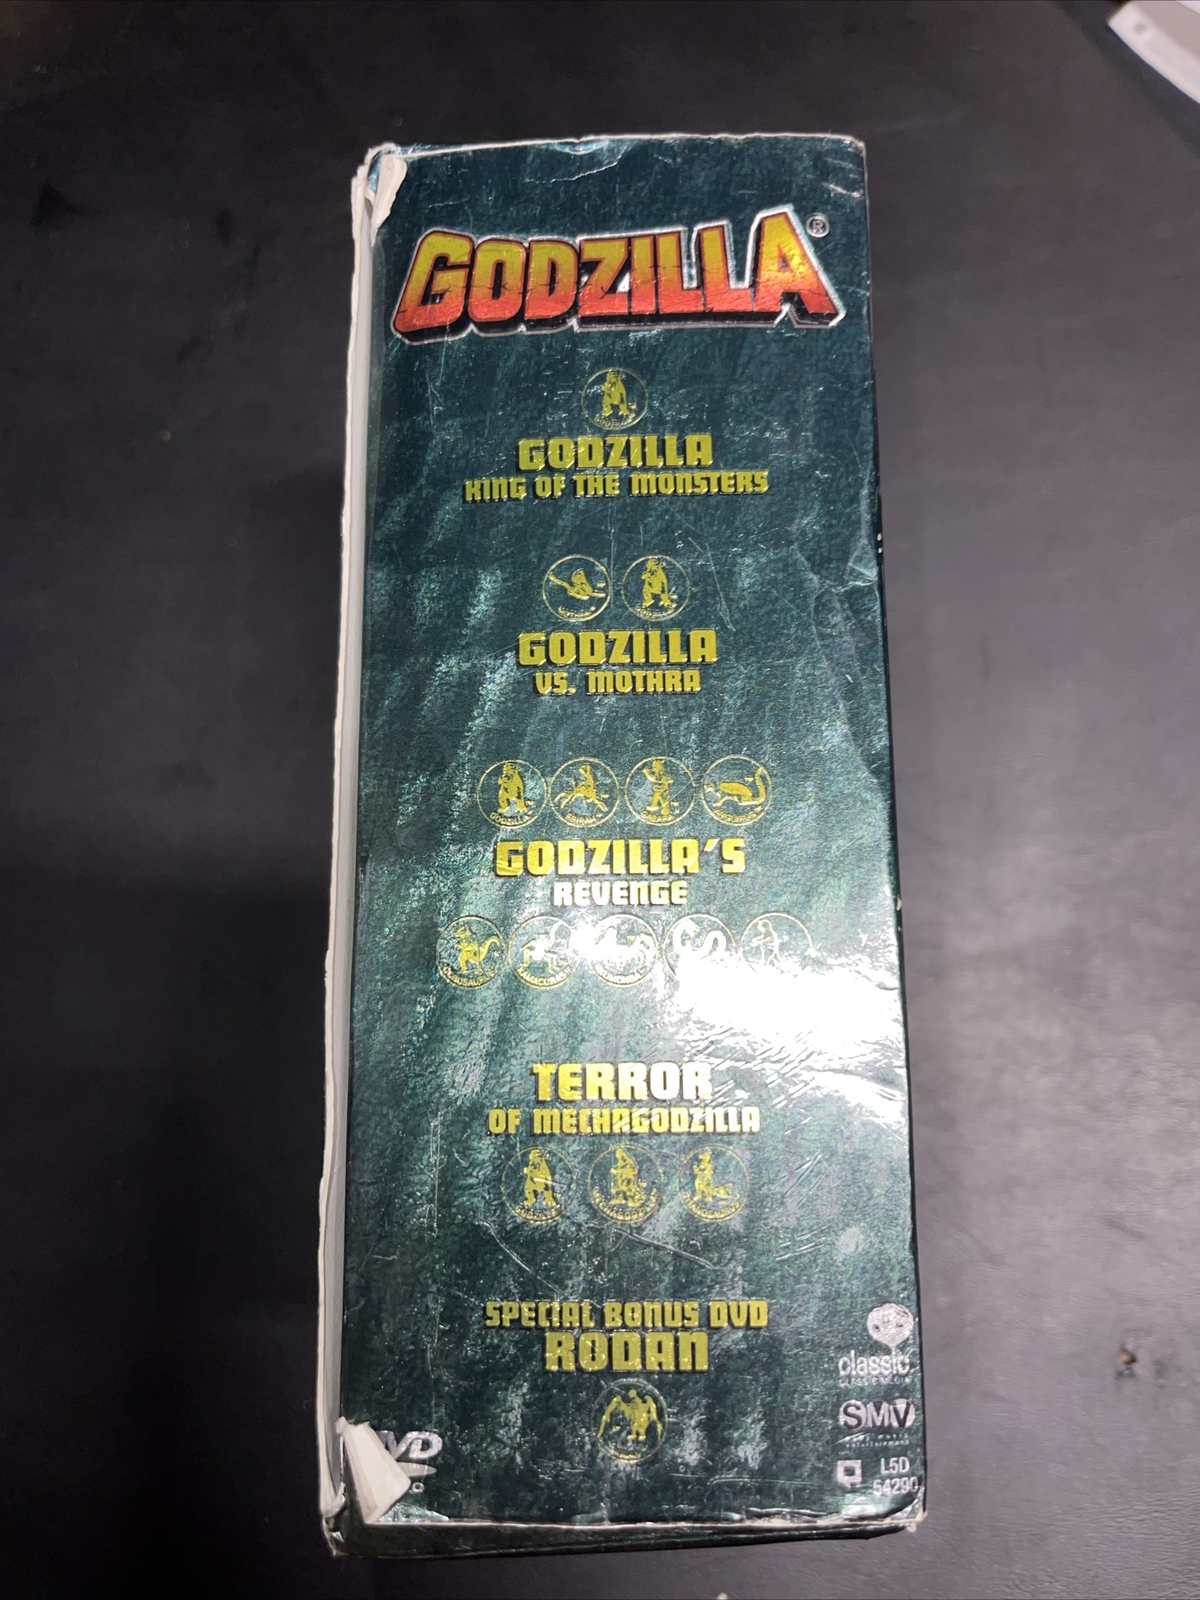 GODZILLA®
GODZILLA
KING OF THE MONSTERS
GODZILLA
VS. MOTHRA
GODZILLA
GODZILLA'S
REVENGE
TERROR
OF MECHAGODZILLA
SPECIAL BONUS DVD
RODAN
classic
SMV
L5D
54290